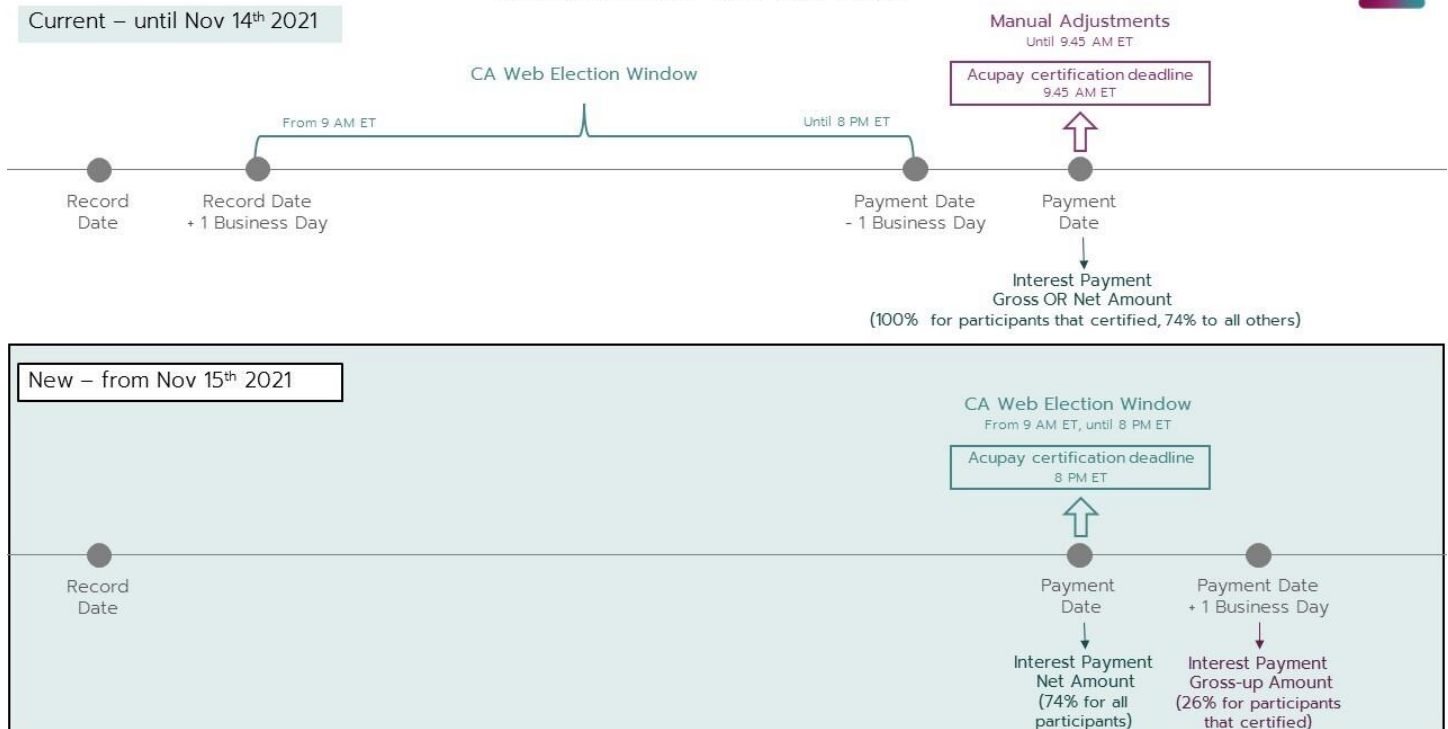 Current – until Nov 14th 2021
Manual Adjustments
Until 9.45 AM ET
Acupay certification deadline
9.45 AM ET
CA Web Election Window
From 9 AM ET
Until 8 PM ET
Record
Date
Record Date
+ 1 Business Day
Payment Date
- 1 Business Day
Payment
Date
Interest Payment
Gross OR Net Amount
(100% for participants that certified, 74% to all others)
New – from Nov 15th 2021
CA Web Election Window
From 9 AM ET, until 8 PM ET
Acupay certification deadline
8 PM ET
Record
Date
Payment
Date
Payment Date
+ 1 Business Day
Interest Payment
Net Amount
(74% for all
participants)
Interest Payment
Gross-up Amount
(26% for participants
that certified)